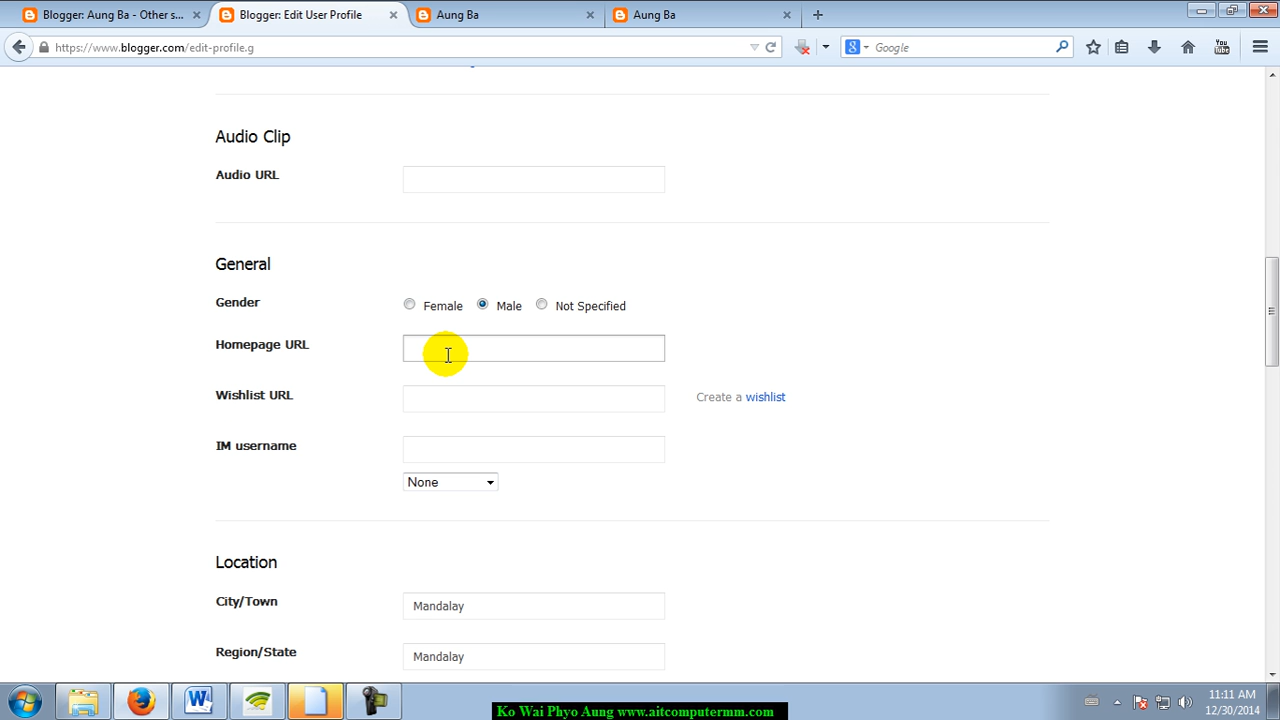 Blogger: Aung Ba - Other s...
Blogger: Edit User Profile
Aung Ba
Aung Ba
https://www.blogger.com/edit-profile.g
Google
You Tube
Audio Clip
Audio URL
General
Gender
Female
Male
Not Specified
Homepage URL
Wishlist URL
Create a wishlist
IM username
None
Location
City/Town
Mandalay
Region/State
Mandalay
11:11 AM
12/30/2014
Ko Wai Phyo Aung www.aitcomputermm.com